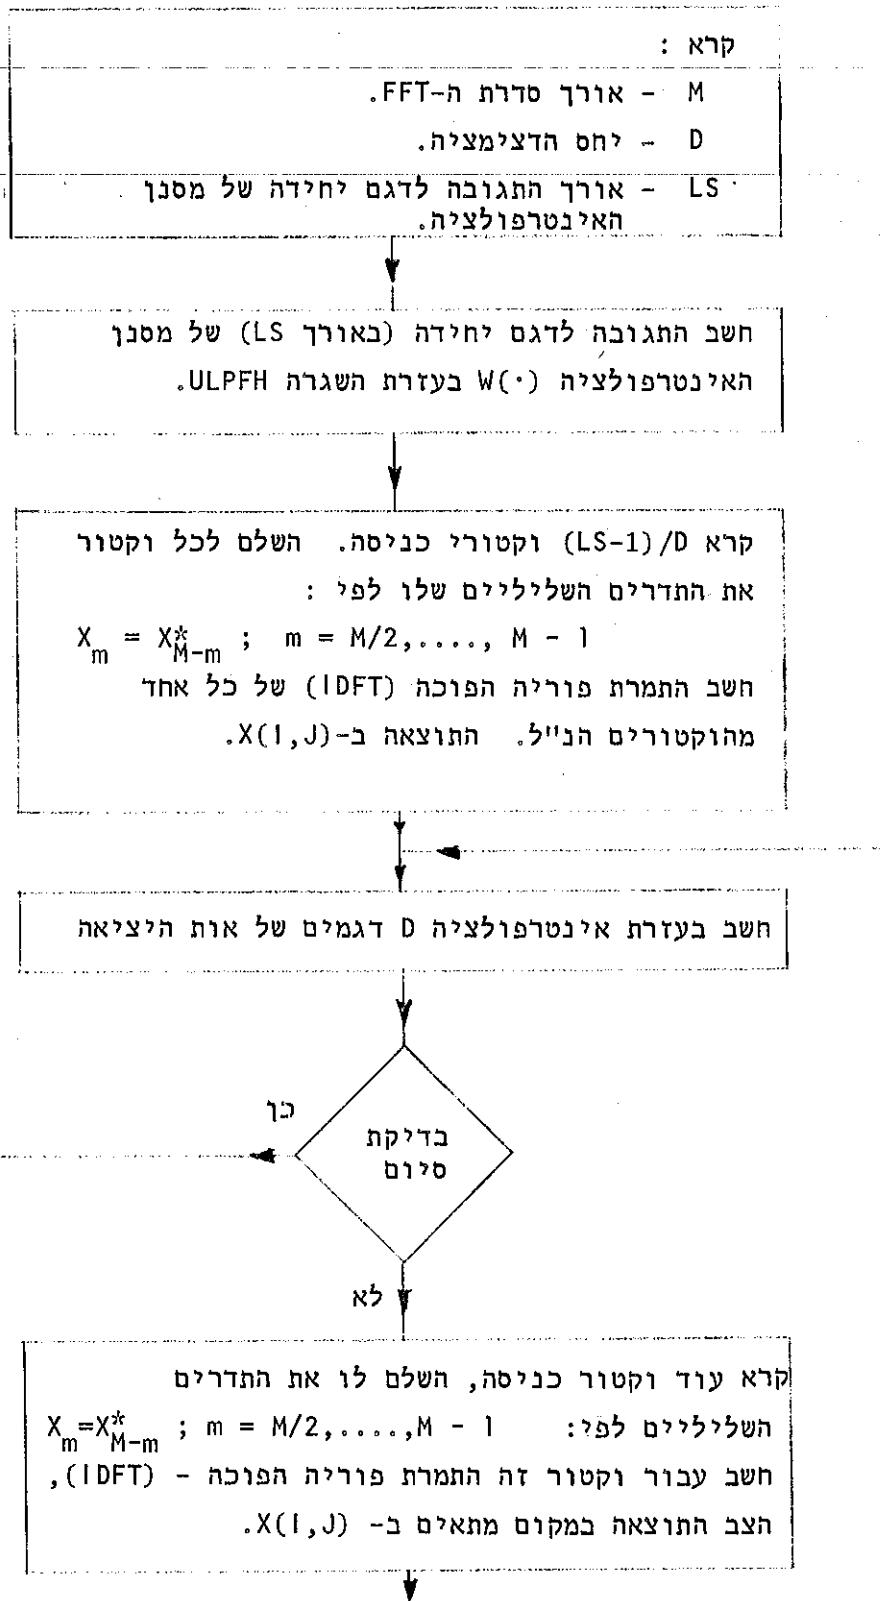 קרא :
M - אורך סדרת ה-FFT.
D - יחס הדצימציה.
LS - אורך התגובה לדגם יחידה של מסנן
האינטרפולציה.
חשב התגובה לדגם יחידה (באורך LS) של מסנן
האינטרפולציה W(·) בעזרת השגרה ULPFH.
קרא (LS-1)/D וקטורי כניסה. השלם לכל וקטור
את התדרים השליליים שלו לפי :
X_m = X*_{M-m} ; m = M/2,...., M - 1
חשב התמרת פוריה הפוכה (IDFT) של כל אחד
מהוקטורים הנ"ל. התוצאה ב-X(I,J).
חשב בעזרת אינטרפולציה D דגמים של אות היציאה
כן
בדיקת
סיום
לא
קרא עוד וקטור כניסה, השלם לו את התדרים
השליליים לפי: X_m=X*_{M-m} ; m = M/2,....,M - 1
חשב עבור וקטור זה התמרת פוריה הפוכה - (IDFT),
הצב התוצאה במקום מתאים ב- X(I,J).